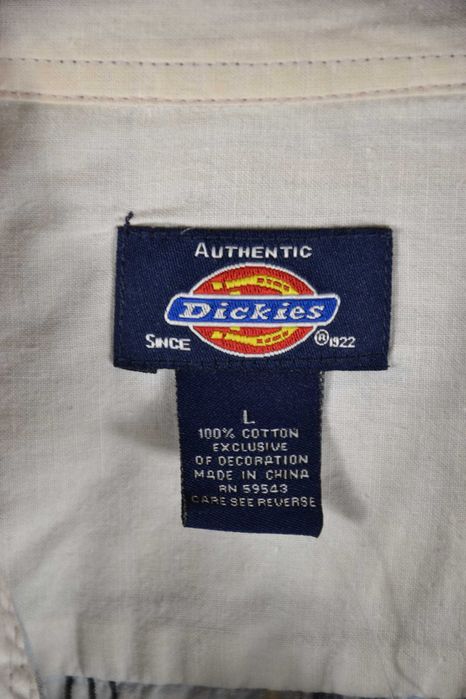 AUTHENTIC
Dickies
SINCE ®1922
L
100% COTTON
EXCLUSIVE
OF DECORATION
MADE IN CHINA
RN 59543
CARE SEE REVERSE